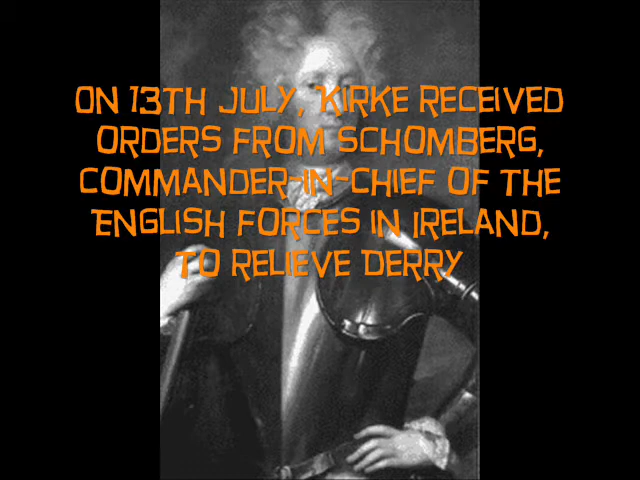 ON 13TH JULY, KIRKE RECEIVED
ORDERS FROM SCHOMBERG,
COMMANDER-IN-CHIEF OF THE
ENGLISH FORCES IN IRELAND,
TO RELIEVE DERRY